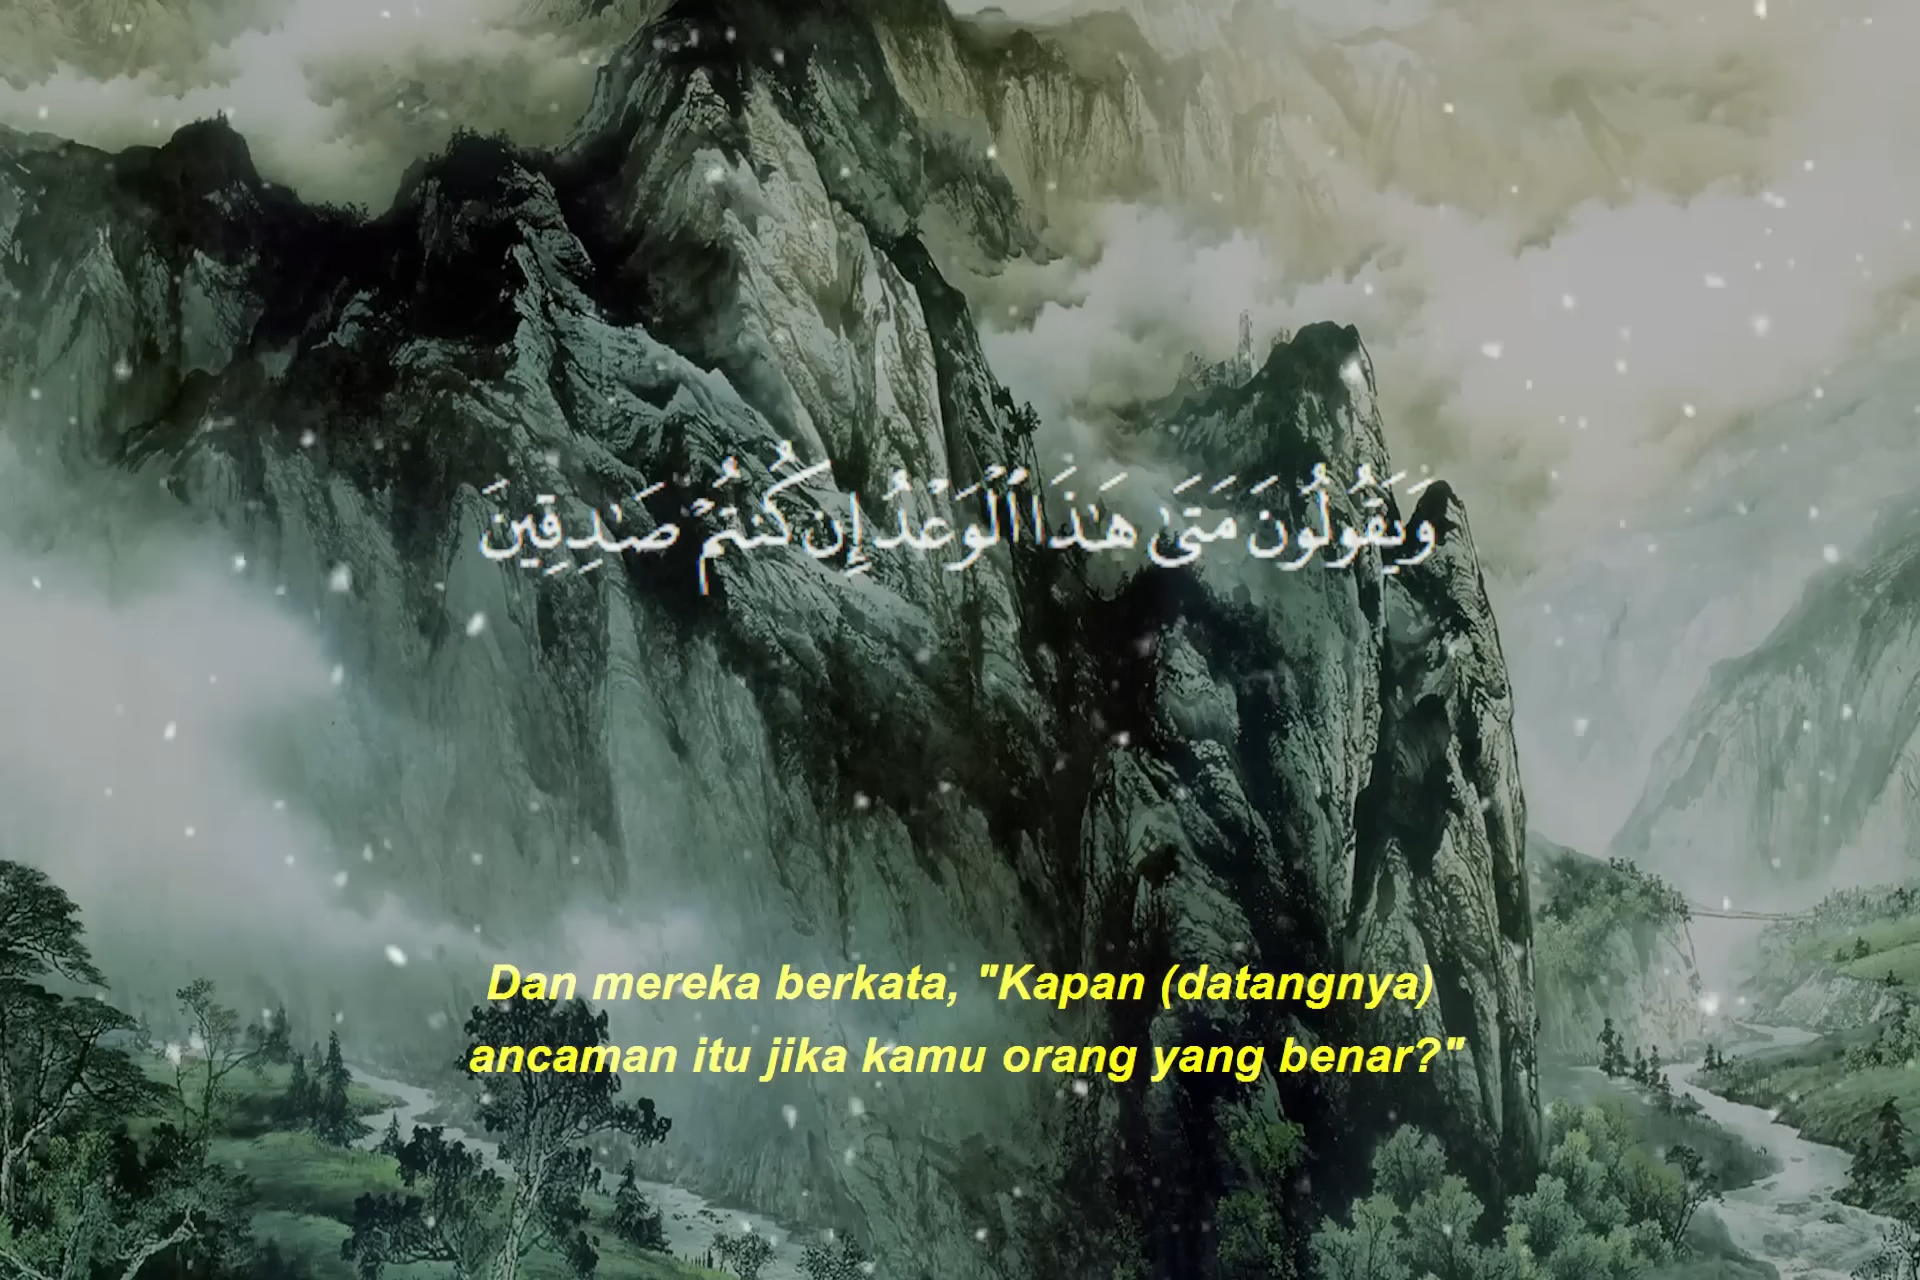 وَيَقُولُونَ مَتَىٰ هَـٰذَا ٱلْوَعْدُ إِن كُنتُمْ صَـٰدِقِينَ
Dan mereka berkata, "Kapan (datangnya)
ancaman itu jika kamu orang yang benar?"